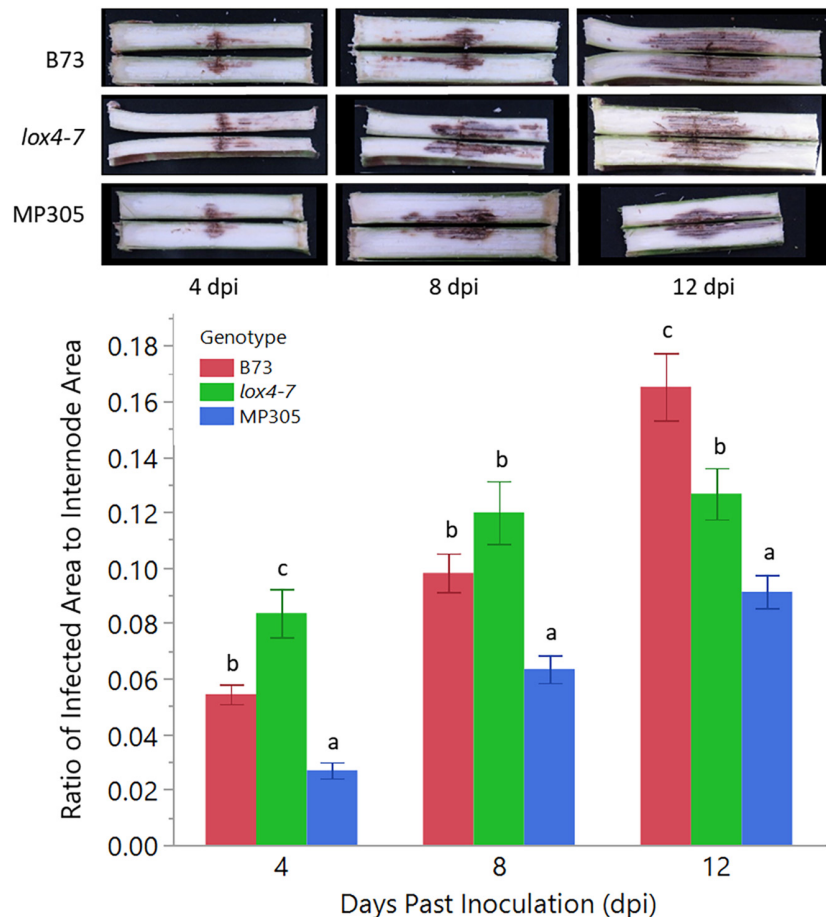 B73
lox4-7
MP305
4 dpi 8 dpi 12 dpi
Ratio of Infected Area to Internode Area
0.18
0.16
0.14
0.12
0.10
0.08
0.06
0.04
0.02
0.00
Genotype
B73
lox4-7
MP305
b c a
b b a
c b a
4 8 12
Days Past Inoculation (dpi)